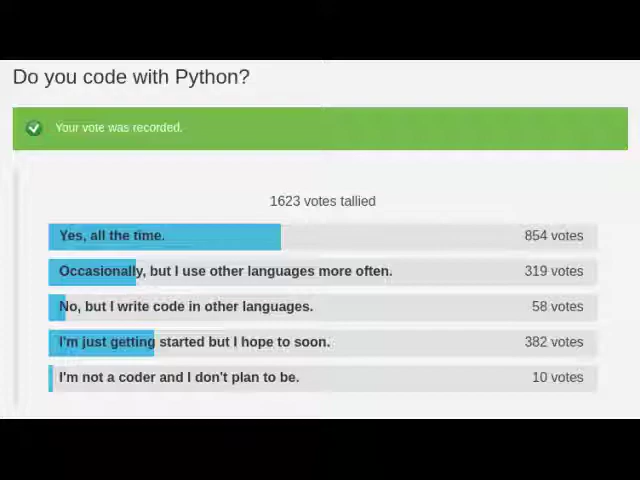 Do you code with Python?
Your vote was recorded.
1623 votes tallied
Yes, all the time. 854 votes
Occasionally, but I use other languages more often. 319 votes
No, but I write code in other languages. 58 votes
I'm just getting started but I hope to soon. 382 votes
I'm not a coder and I don't plan to be. 10 votes